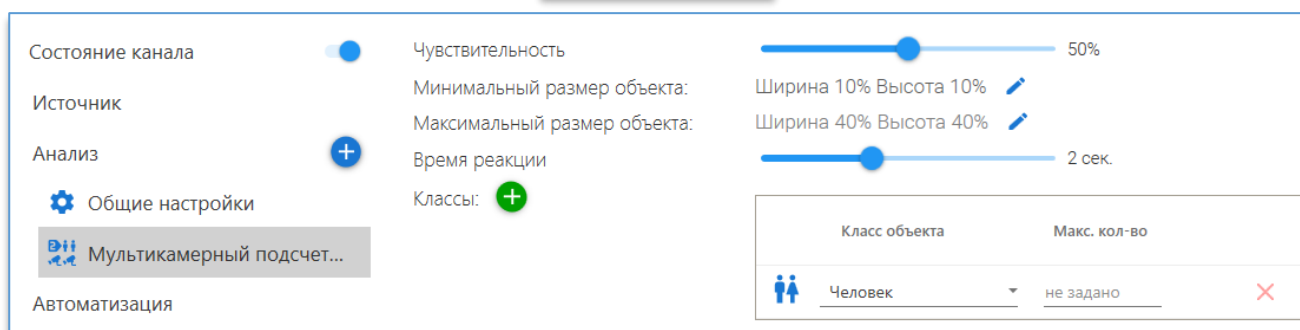 Состояние канала
Источник
Анализ
Общие настройки
Мультикамерный подсчет...
Автоматизация
Чувствительность 50%
Минимальный размер объекта: Ширина 10% Высота 10%
Максимальный размер объекта: Ширина 40% Высота 40%
Время реакции 2 сек.
Классы:
Класс объекта Макс. кол-во
Человек не задано